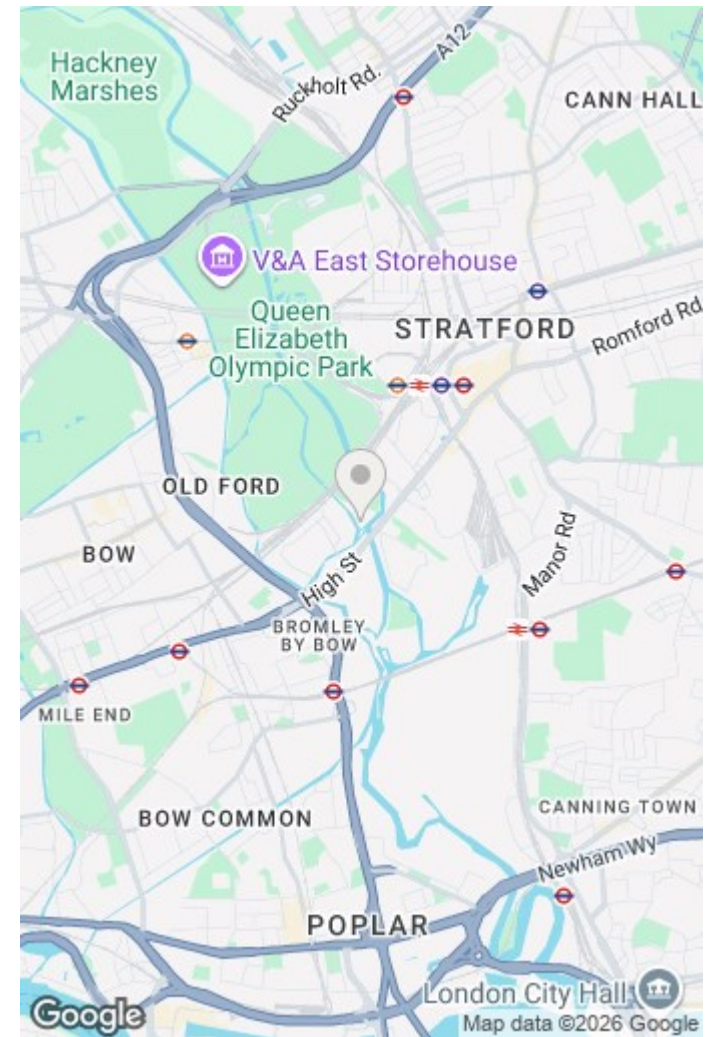 A12
Hackney
Marshes
Ruckholt Rd.
CANN HALL
V&A East Storehouse
Queen
Elizabeth
Olympic Park
STRATFORD
Romford Rd
OLD FORD
BOW
High St
Manor Rd
BROMLEY
BY BOW
MILE END
BOW COMMON
CANNING TOWN
Newham Wy
POPLAR
London City Hall
Google
Map data ©2026 Google